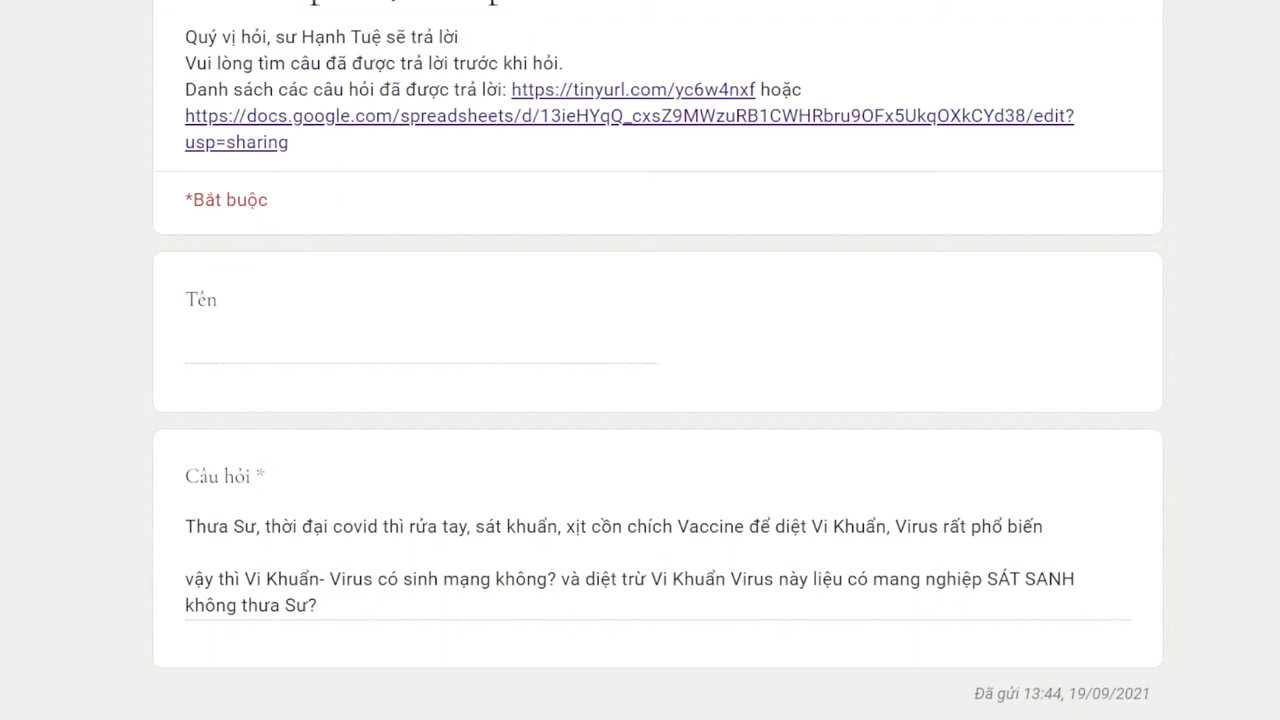 Quý vị hỏi, sư Hạnh Tuệ sẽ trả lời
Vui lòng tìm câu đã được trả lời trước khi hỏi.
Danh sách các câu hỏi đã được trả lời: https://tinyurl.com/yc6w4nxf hoặc
https://docs.google.com/spreadsheets/d/13ieHYqQ_cxsZ9MWzuRB1CWHRbru9OFx5UkqOXkCYd38/edit?
usp=sharing
*Bắt buộc
Tên
Câu hỏi *
Thưa Sư, thời đại covid thì rửa tay, sát khuẩn, xịt cồn chích Vaccine để diệt Vi Khuẩn, Virus rất phổ biến
vậy thì Vi Khuẩn- Virus có sinh mạng không? và diệt trừ Vi Khuẩn Virus này liệu có mang nghiệp SÁT SANH
không thưa Sư?
Đã gửi 13:44, 19/09/2021